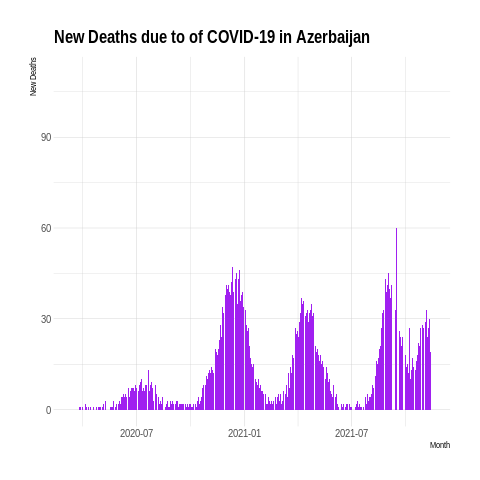 New Deaths due to of COVID-19 in Azerbaijan
New Deaths
90
60
30
0
2020-07 2021-01 2021-07
Month